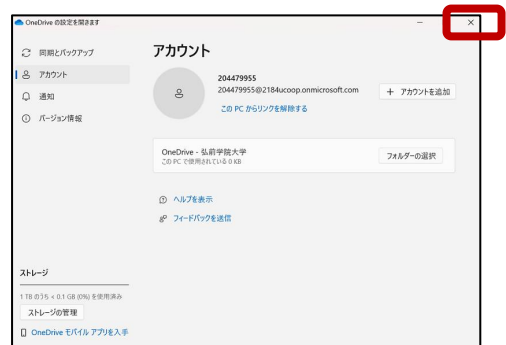 OneDrive の設定を開きます
同期とバックアップ
アカウント
通知
バージョン情報
アカウント
204479955
204479955@2184ucoop.onmicrosoft.com
この PC からリンクを解除する
+ アカウントを追加
OneDrive - 弘前学院大学
この PC で使用されている 0 KB
フォルダーの選択
ヘルプを表示
フィードバックを送信
ストレージ
1 TB のうち < 0.1 GB (0%) を使用済み
ストレージの管理
OneDrive モバイル アプリを入手